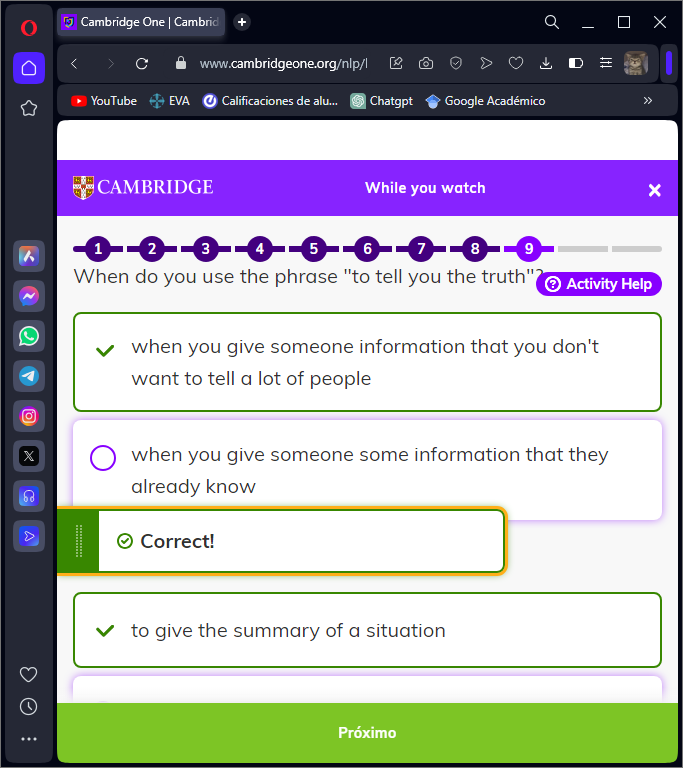 Cambridge One | Cambrid
www.cambridgeone.org/nlp/l
YouTube
EVA
Calificaciones de alu...
Chatgpt
Google Académico
CAMBRIDGE
While you watch
1 2 3 4 5 6 7 8 9
When do you use the phrase "to tell you the truth"?
Activity Help
when you give someone information that you don't
want to tell a lot of people
when you give someone some information that they
already know
Correct!
to give the summary of a situation
Próximo